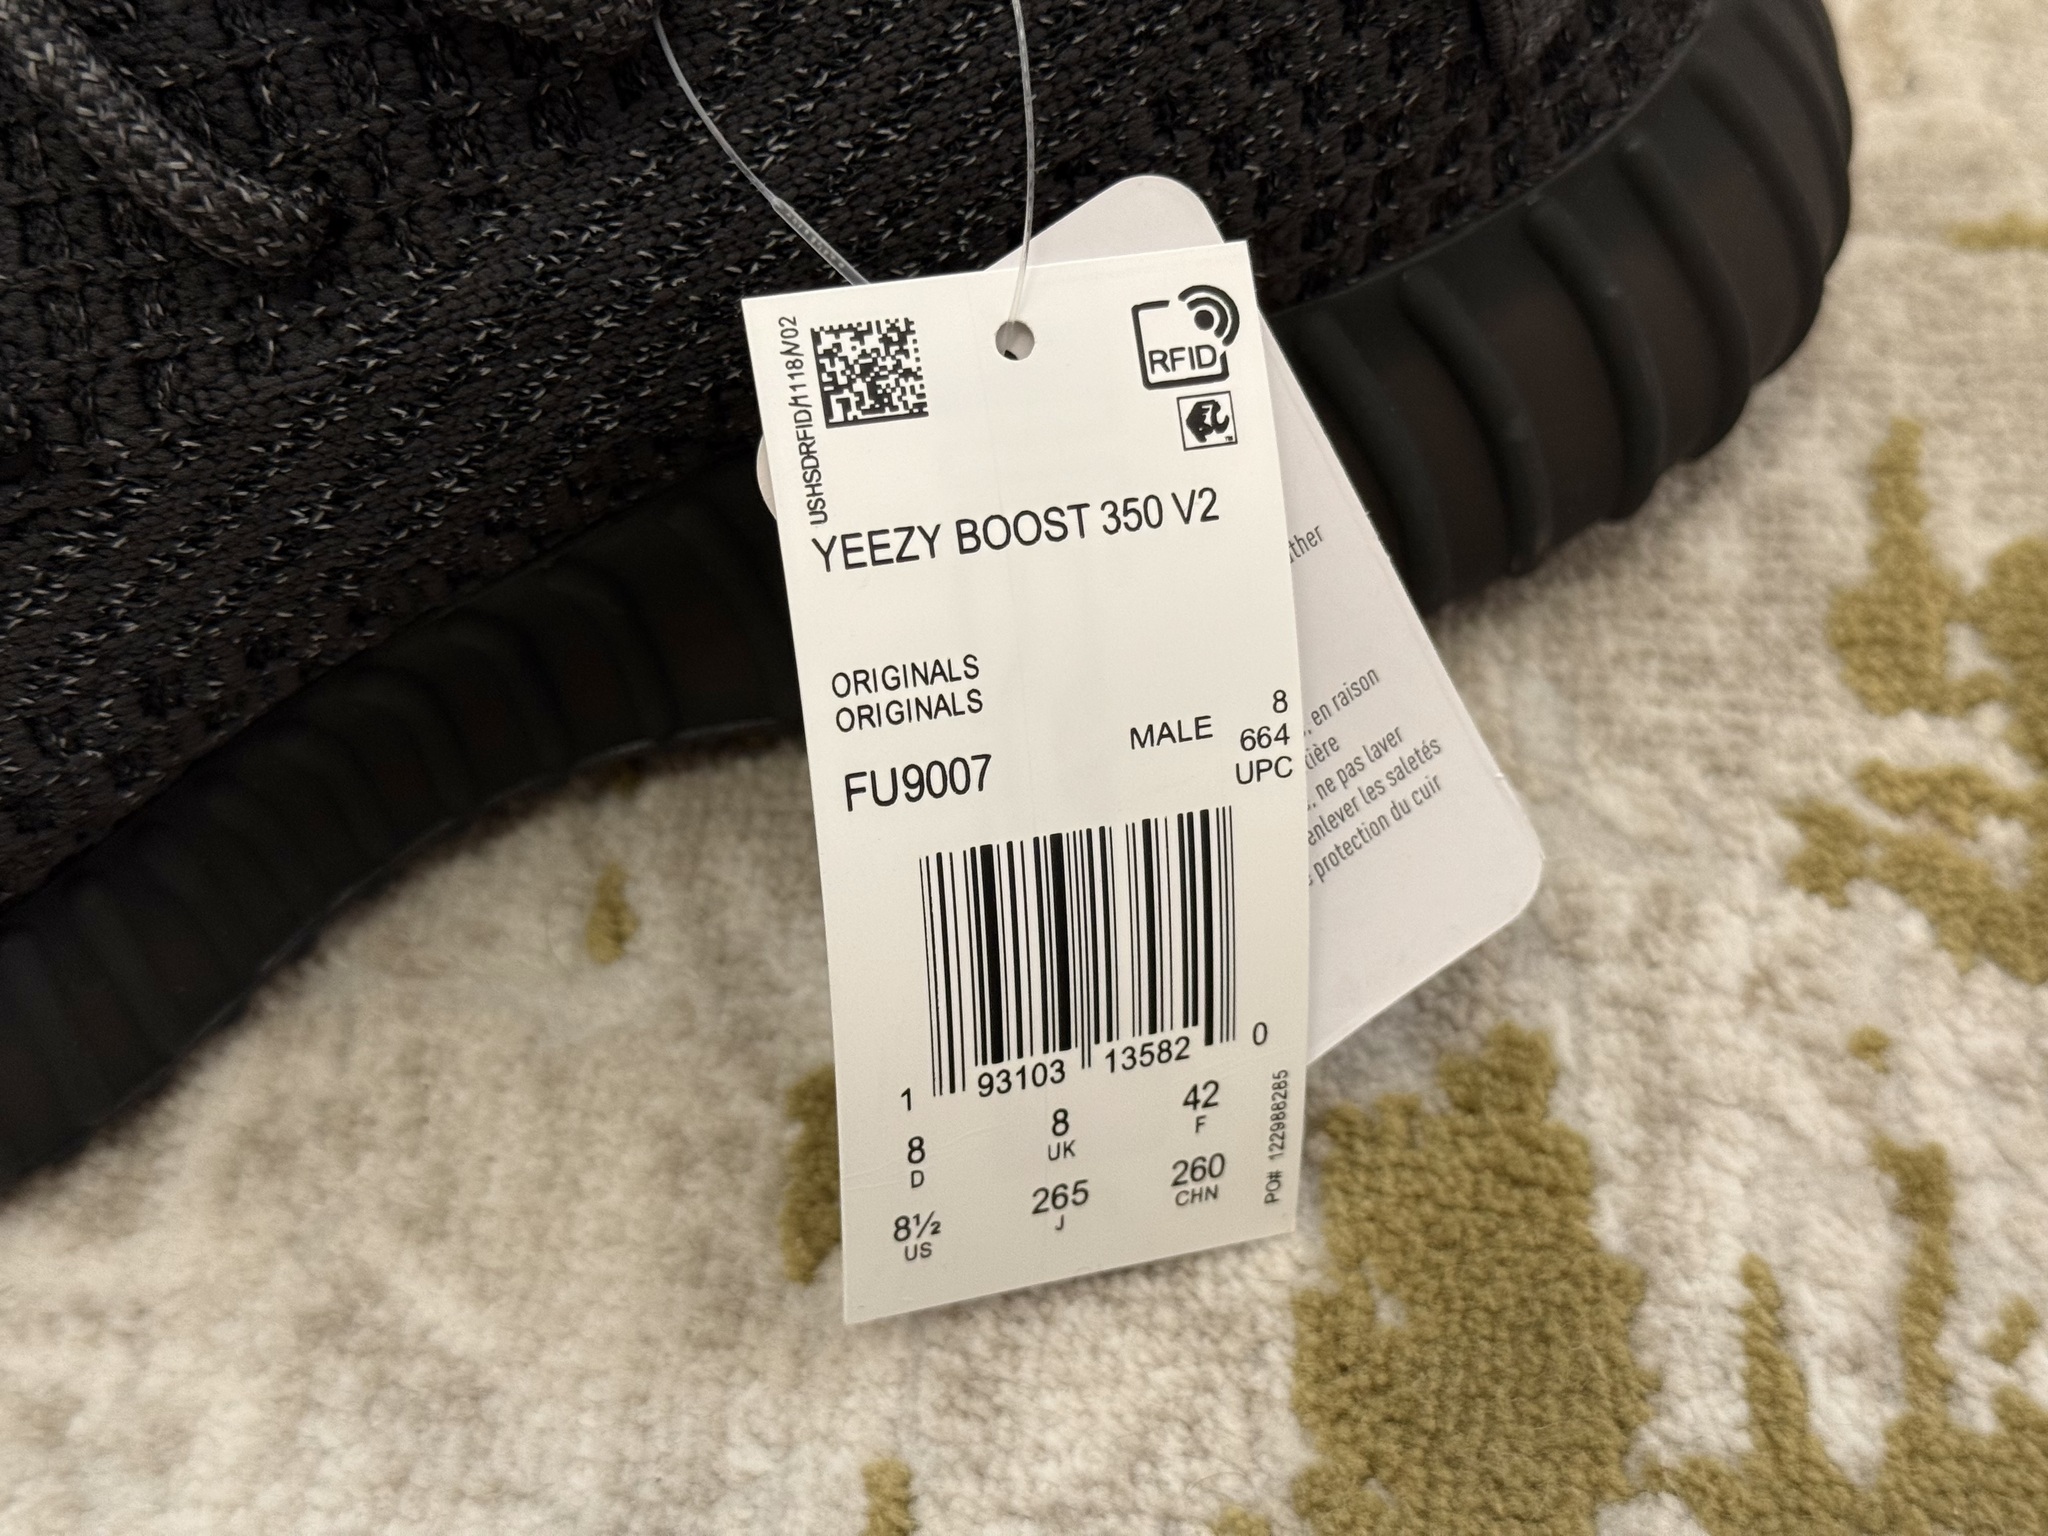 USHSDRFID/1118/V02
RFID
YEEZY BOOST 350 V2
ORIGINALS
ORIGINALS
FU9007
MALE
8
664
UPC
1 93103 13582 0
8
D
8
UK
42
F
8½
US
265
J
260
CHN
PO# 122988285
en raison
ne pas laver
enlever les saletés
protection du cuir